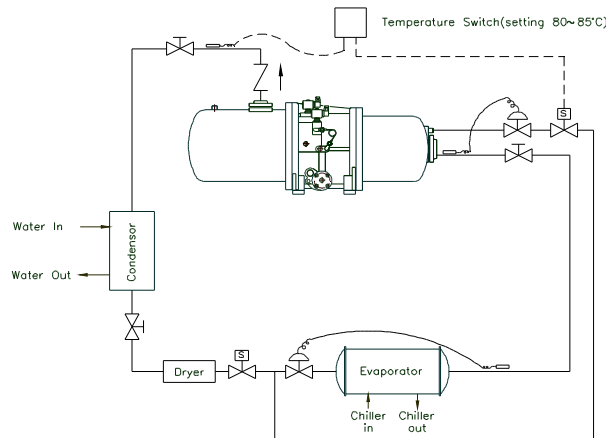 Temperature Switch(setting 80~85°C)
S
Water In
Water Out
Condensor
S
Dryer
Evaporator
Chiller
in
Chiller
out